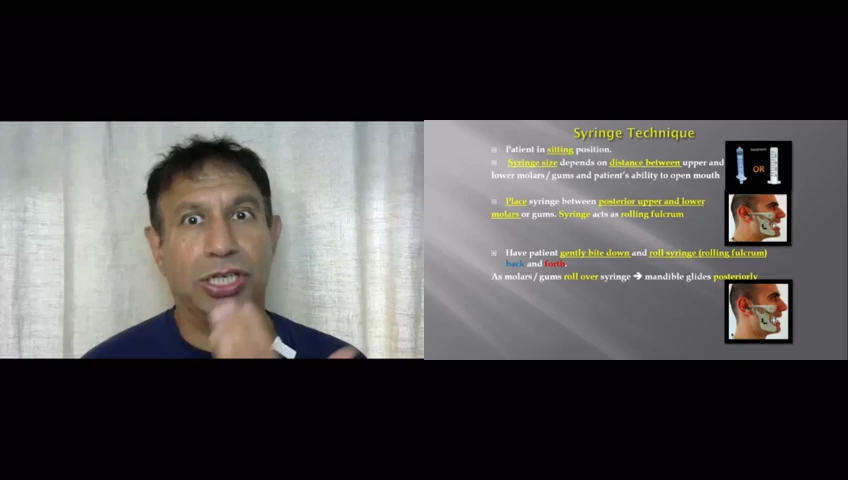 Syringe Technique
Patient in sitting position.
Syringe size depends on distance between upper and
lower molars / gums and patient's ability to open mouth
OR
Place syringe between posterior upper and lower
molars or gums. Syringe acts as rolling fulcrum
Have patient gently bite down and roll syringe (rolling fulcrum)
back and forth.
As molars / gums roll over syringe → mandible glides posteriorly